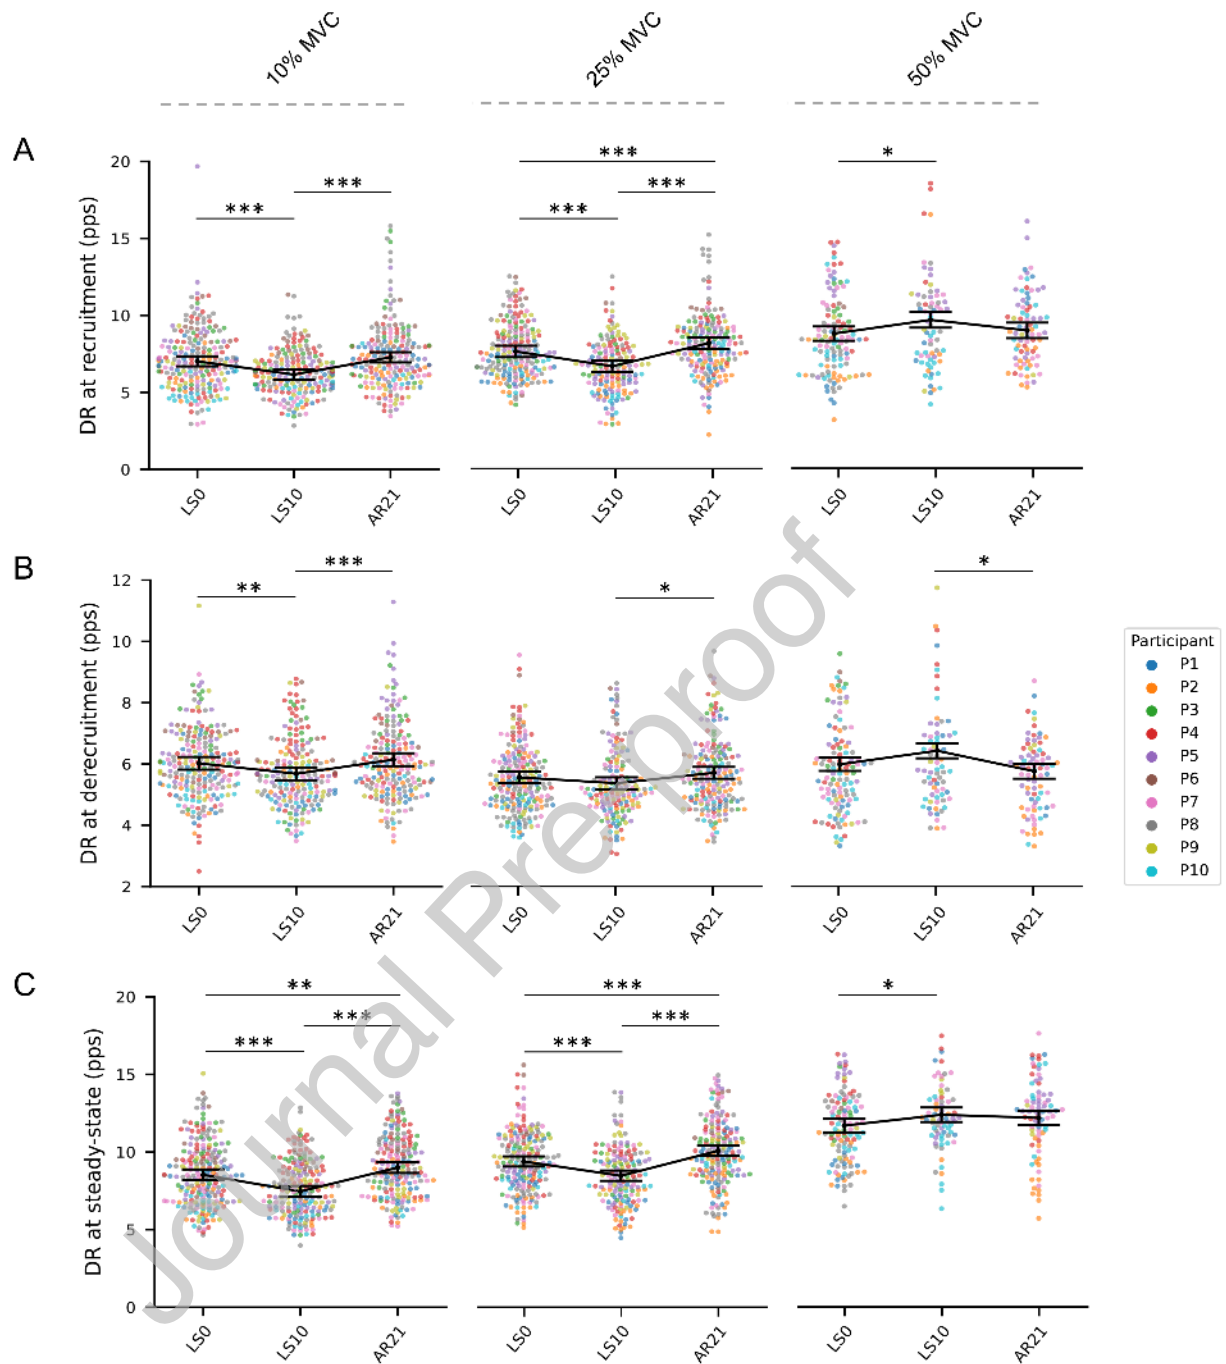 10% MVC
25% MVC
50% MVC
A
DR at recruitment (pps)
20
15
10
5
0
***
***
***
***
***
*
LS0
LS10
AR21
LS0
LS10
AR21
LS0
LS10
AR21
B
DR at derecruitment (pps)
12
10
8
6
4
2
**
***
*
*
LS0
LS10
AR21
LS0
LS10
AR21
LS0
LS10
AR21
Participant
P1
P2
P3
P4
P5
P6
P7
P8
P9
P10
C
DR at steady-state (pps)
20
15
10
5
0
**
***
***
***
***
***
*
LS0
LS10
AR21
LS0
LS10
AR21
LS0
LS10
AR21
Journal Pre-proof